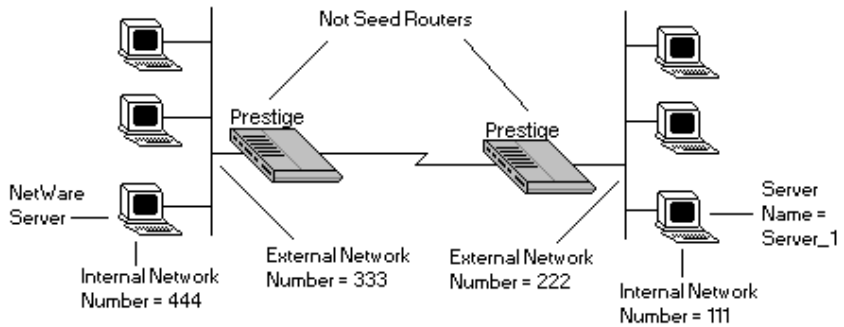 Not Seed Routers
Prestige
Prestige
NetWare
Server
Server
Name =
Server_1
External Network
Number = 333
External Network
Number = 222
Internal Network
Number = 444
Internal Network
Number = 111